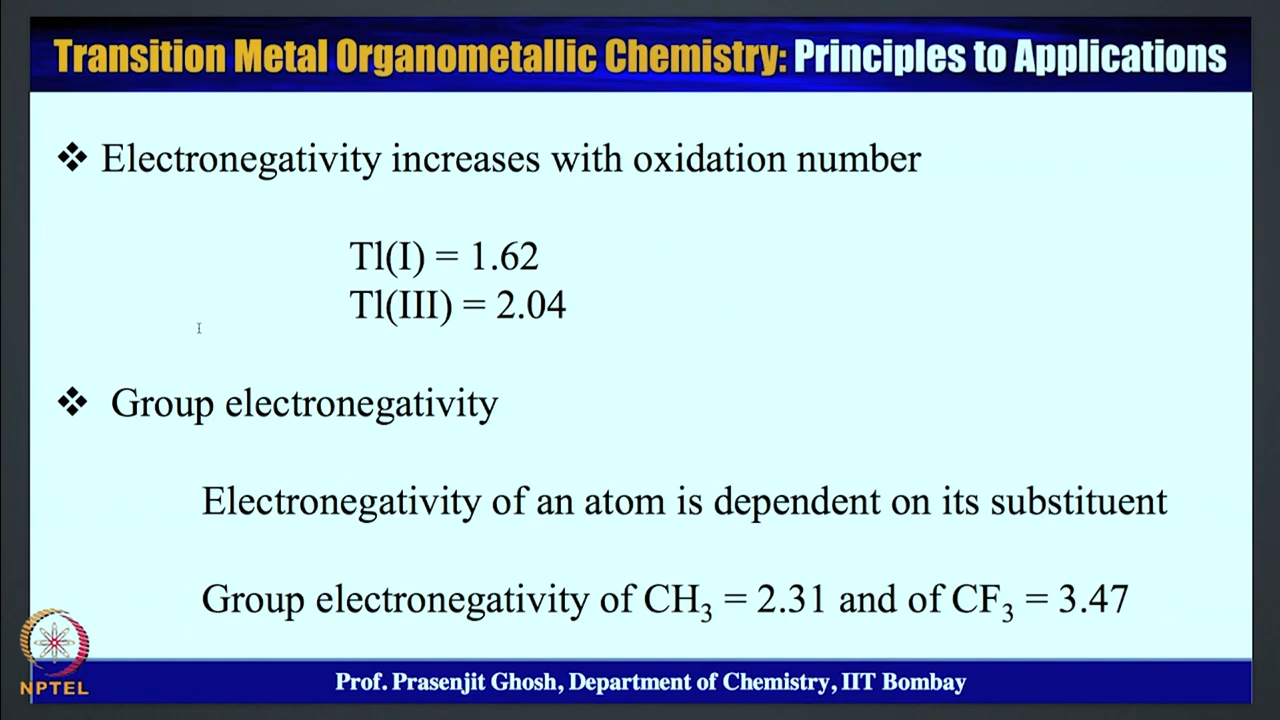 Transition Metal Organometallic Chemistry: Principles to Applications
❖ Electronegativity increases with oxidation number
Tl(I) = 1.62
Tl(III) = 2.04
❖ Group electronegativity
Electronegativity of an atom is dependent on its substituent
Group electronegativity of CH₃ = 2.31 and of CF₃ = 3.47
NPTEL
Prof. Prasenjit Ghosh, Department of Chemistry, IIT Bombay